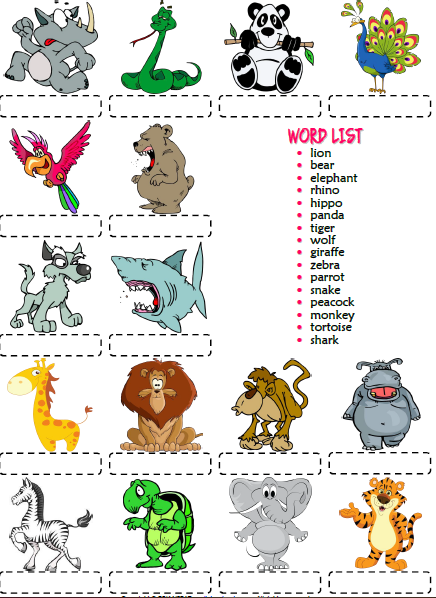 WORD LIST
• lion
• bear
• elephant
• rhino
• hippo
• panda
• tiger
• wolf
• giraffe
• zebra
• parrot
• snake
• peacock
• monkey
• tortoise
• shark